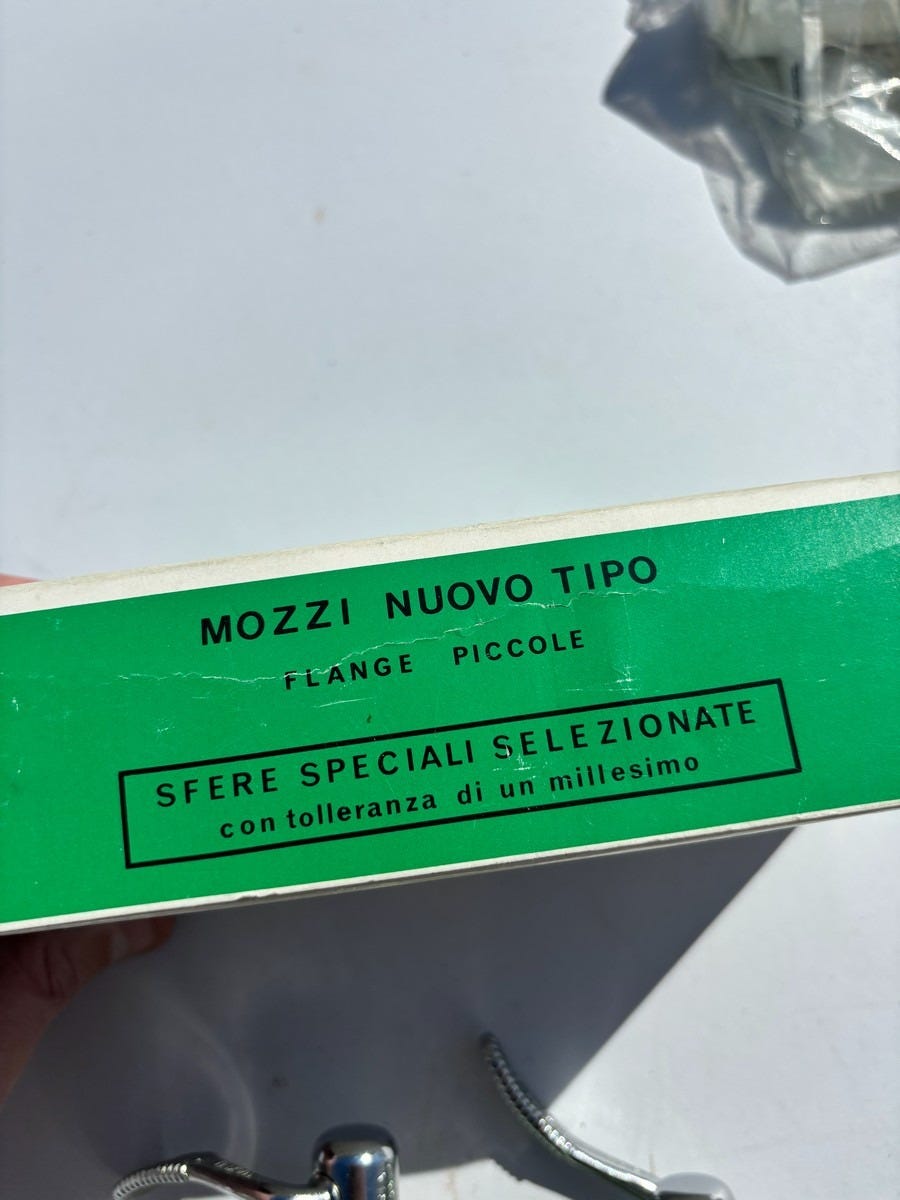 MOZZI NUOVO TIPO
FLANGE PICCOLE
SFERE SPECIALI SELEZIONATE
con tolleranza di un millesimo